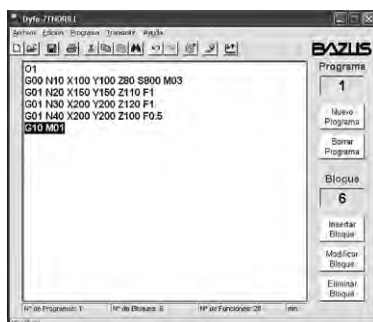 Dyfe-7TNDRILL
Archivo Edicion Programa Transmitir Ayuda
BAZUS
O1
G00 N10 X100 Y100 Z80 S800 M03
G01 N20 X150 Y150 Z110 F1
G01 N30 X200 Y200 Z120 F1
G01 N40 X200 Y200 Z100 F0.5
G10 M01
Programa
1
Nuevo
Programa
Borrar
Programa
Bloque
6
Insertar
Bloque
Modificar
Bloque
Eliminar
Bloque
Nº de Programas: 1 Nº de Bloques: 6 Nº de Funciones: 28 mm